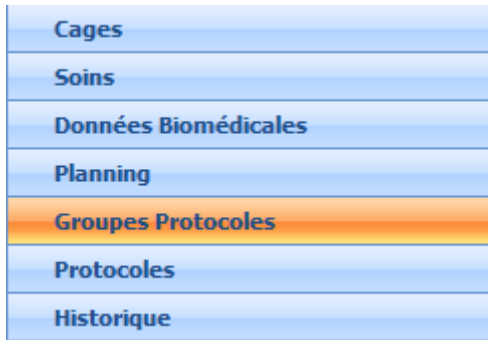 Cages
Soins
Données Biomédicales
Planning
Groupes Protocoles
Protocoles
Historique